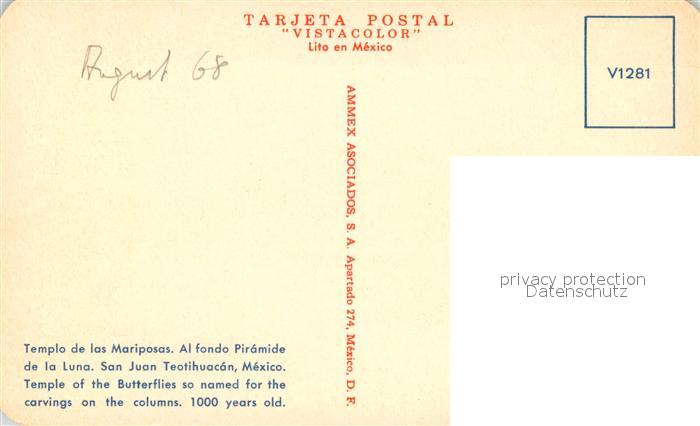 TARJETA POSTAL
"VISTACOLOR"
Lito en México
August 68
V1281
AMMEX ASOCIADOS, S. A. Apartado 274, México, D. F.
privacy protection
Datenschutz
Templo de las Mariposas. Al fondo Pirámide
de la Luna. San Juan Teotihuacán, México.
Temple of the Butterflies so named for the
carvings on the columns. 1000 years old.